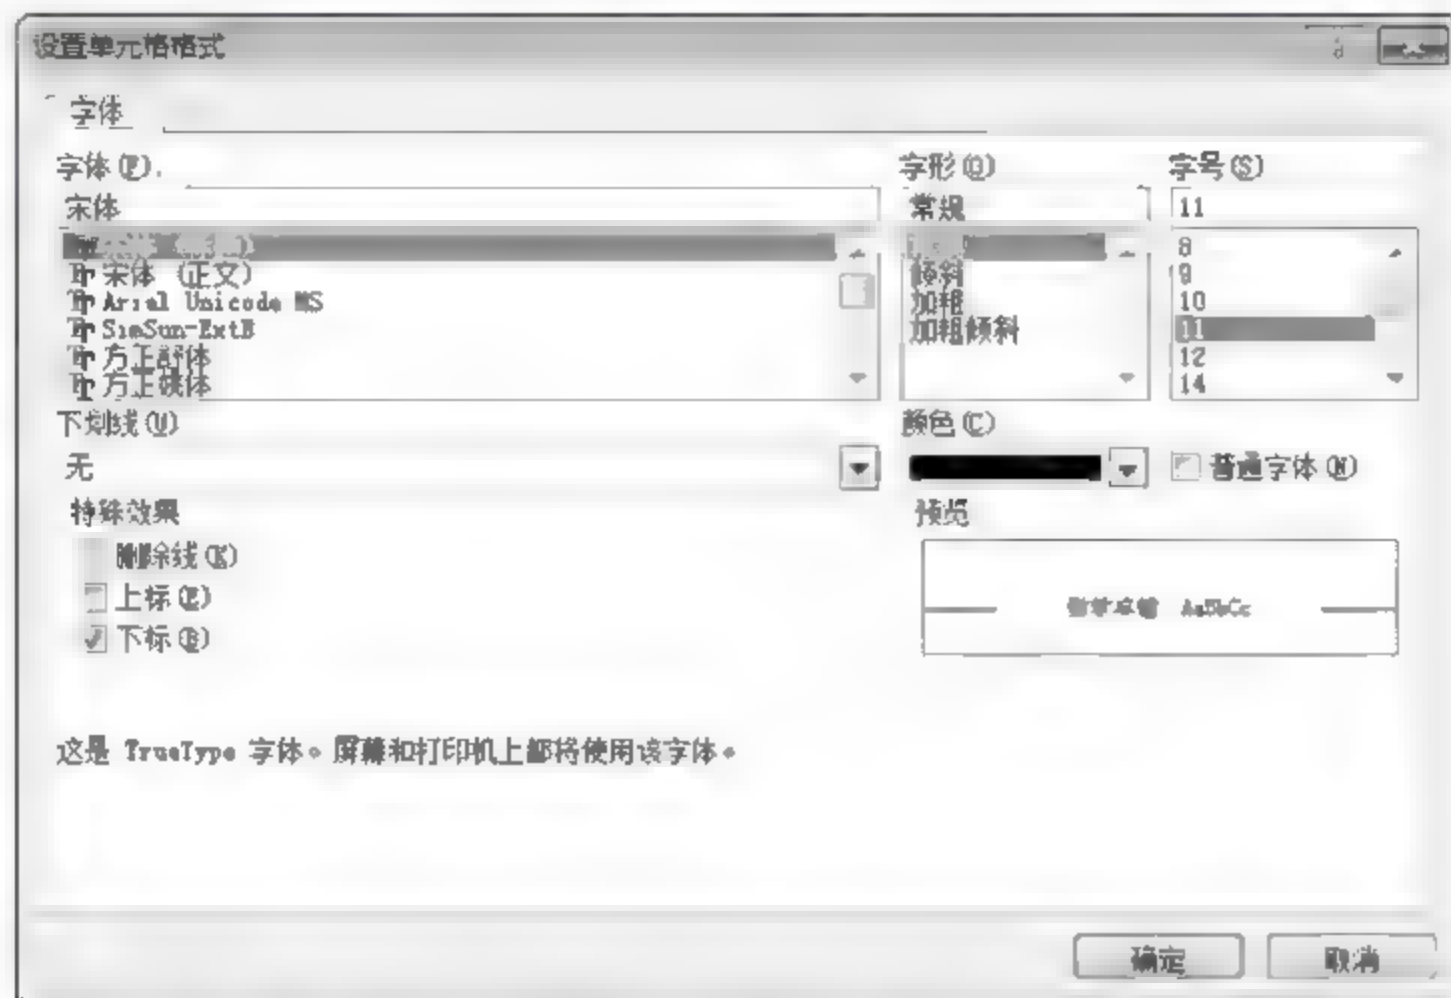 设置单元格格式
字体
字体(F):
字形(O)
字号(S)
宋体
常规
11
宋体 (正文)
Arial Unicode MS
SimSun-ExtB
方正舒体
方正姚体
倾斜
加粗
加粗倾斜
8
9
10
11
12
14
下划线(U)
颜色(C)
无
普通字体(N)
特殊效果
预览
删除线(K)
上标(E)
下标(B)
AaBbCc
这是 TrueType 字体。屏幕和打印机上都将使用该字体。
确定
取消